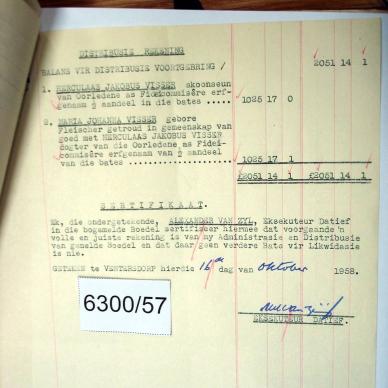 DISTRIBUSIE REKENING
BALANS VIR DISTRIBUSIE VOORTGEBRING / 2051 14 1
1. HERCULAAS JAKOBUS VISSER skoonseun
van Oorledene as Fideicommisêre erf-
genaam ½ aandeel in die bates ..... 1025 17 0
2. MARIA JOHANNA VISSER gebore
Fleischer getroud in gemeenskap van
goed met HERCULAAS JAKOBUS VISSER
dogter van die Oorledene as Fidei-
commisêre erfgenaam van ½ aandeel
van die bates ................... 1025 17 1
£2051 14 1 £2051 14 1
SERTIFIKAAT.
Ek, die ondergetekende, ALEXANDER VAN ZYL, Eksekuteur Datief
in die bogemelde Boedel sertifiseer hiermee dat voorgaande 'n
volle en juiste rekening is van my Administrasie en Distribusie
van gemelde Boedel en dat daar geen verdere Bate vir Likwidasie
is nie.
GETEKEN te VENTERSDORP hierdie 16de dag van Oktober 1958.
EKSEKUTEUR DATIEF.
6300/57